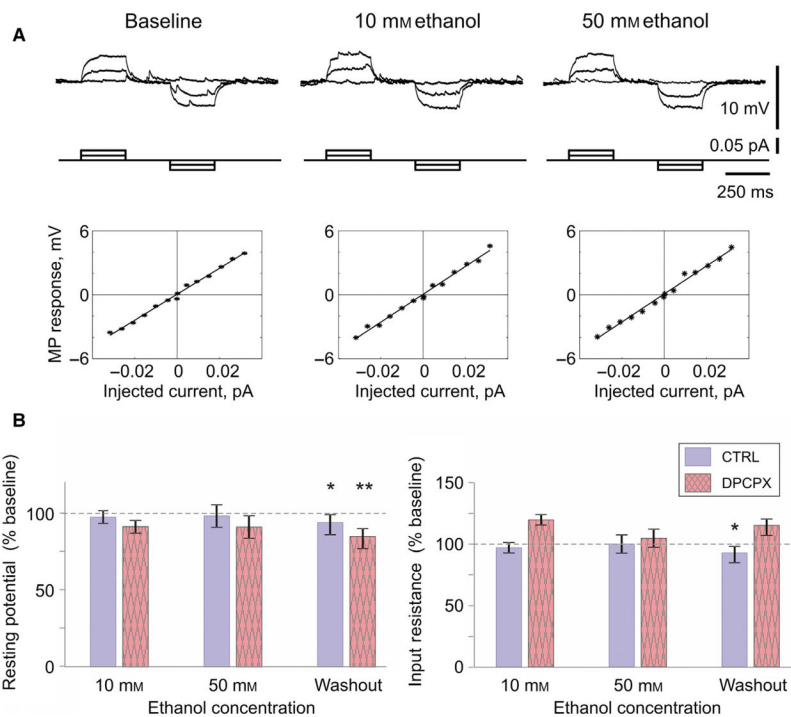 A
Baseline
10 mM ethanol
50 mM ethanol
10 mV
0.05 pA
250 ms
MP response, mV
6
0
−6
−0.02
0
0.02
Injected current, pA
6
0
−6
−0.02
0
0.02
Injected current, pA
6
0
−6
−0.02
0
0.02
Injected current, pA
B
Resting potential (% baseline)
100
50
0
* **
10 mM
50 mM
Washout
Ethanol concentration
Input resistance (% baseline)
150
100
50
0
CTRL
DPCPX
*
10 mM
50 mM
Washout
Ethanol concentration